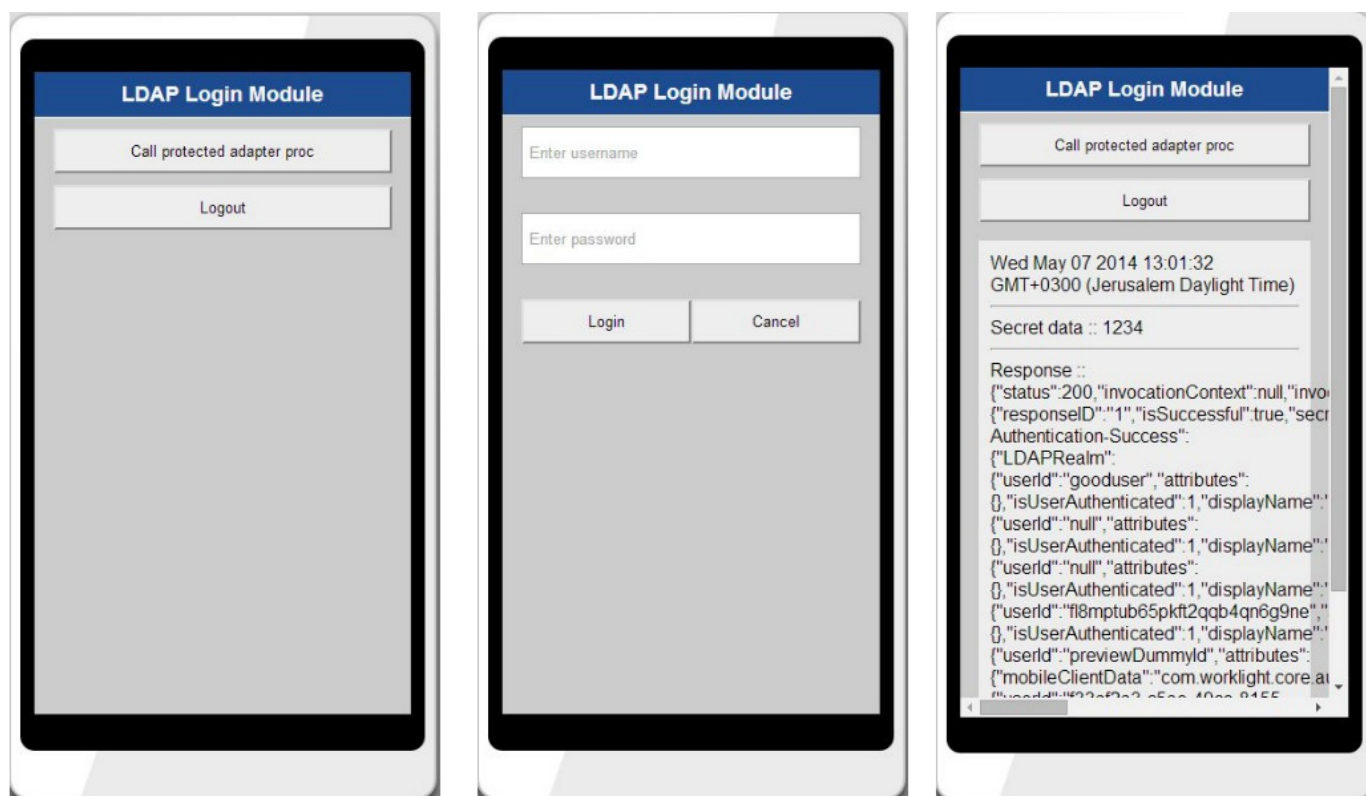 LDAP Login Module
Call protected adapter proc
Logout
LDAP Login Module
Enter username
Enter password
Login
Cancel
LDAP Login Module
Call protected adapter proc
Logout
Wed May 07 2014 13:01:32
GMT+0300 (Jerusalem Daylight Time)
Secret data :: 1234
Response ::
{"status":200,"invocationContext":null,"invo
{"responseID":"1","isSuccessful":true,"secr
Authentication-Success":
{"LDAPRealm":
{"userId":"gooduser","attributes":
{},"isUserAuthenticated":1,"displayName":"
{"userId":"null","attributes":
{},"isUserAuthenticated":1,"displayName":"
{"userId":"null","attributes":
{},"isUserAuthenticated":1,"displayName":"
{"userId":"fl8mptub65pkft2qqb4qn6g9ne","
{},"isUserAuthenticated":1,"displayName":"
{"userId":"previewDummyId","attributes":
{"mobileClientData":"com.worklight.core.au